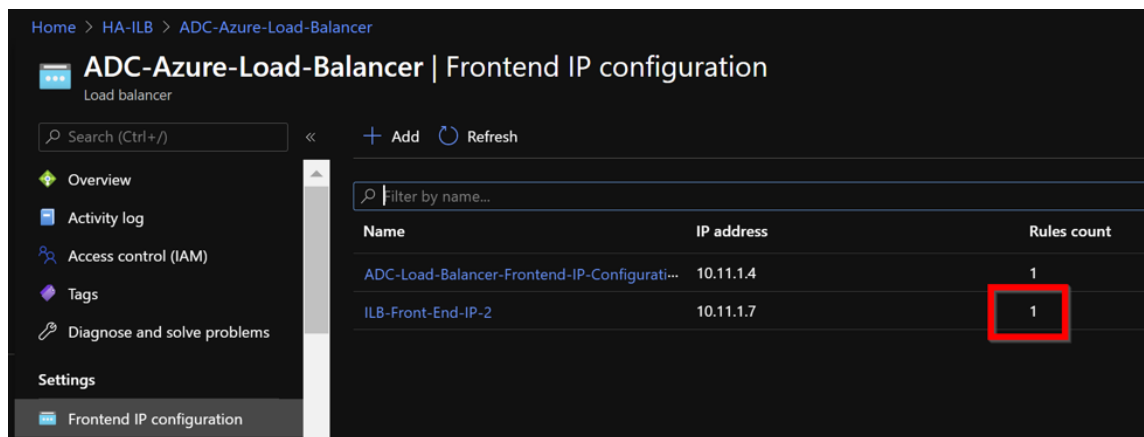 Home > HA-ILB > ADC-Azure-Load-Balancer
ADC-Azure-Load-Balancer | Frontend IP configuration
Load balancer
Search (Ctrl+/) «
+ Add Refresh
Overview
Filter by name...
Activity log
Name IP address Rules count
Access control (IAM)
ADC-Load-Balancer-Frontend-IP-Configurati... 10.11.1.4 1
Tags
ILB-Front-End-IP-2 10.11.1.7 1
Diagnose and solve problems
Settings
Frontend IP configuration